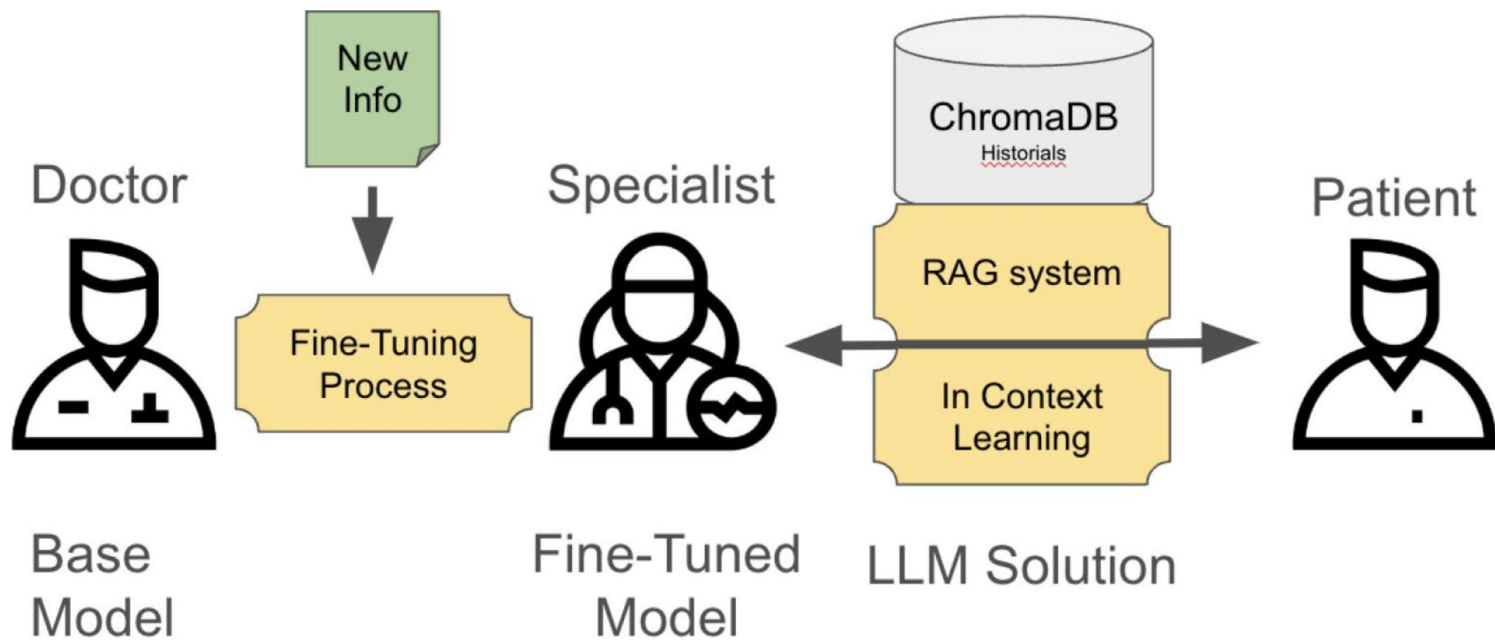 New
Info
Doctor
Fine-Tuning
Process
Specialist
ChromaDB
Historials
RAG system
In Context
Learning
Patient
Base
Model
Fine-Tuned
Model
LLM Solution